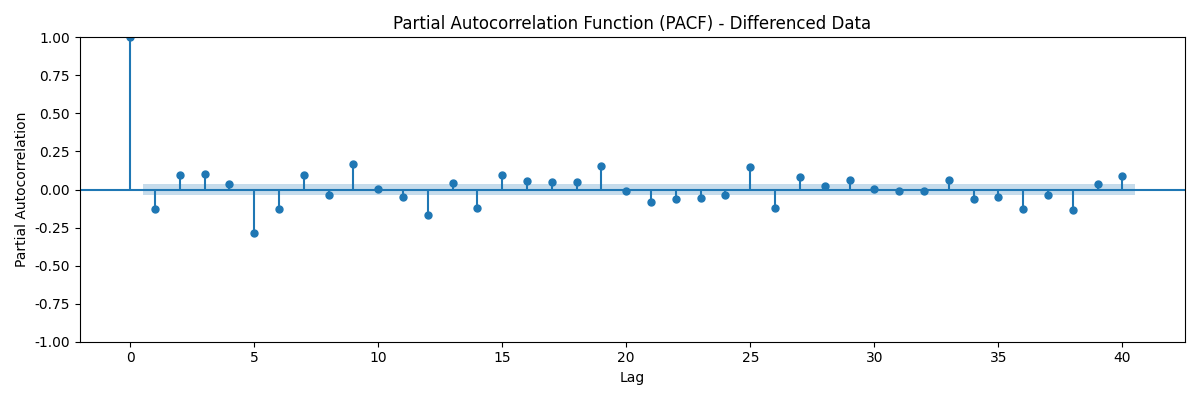 Partial Autocorrelation Function (PACF) - Differenced Data
Partial Autocorrelation
1.00
0.75
0.50
0.25
0.00
-0.25
-0.50
-0.75
-1.00
0 5 10 15 20 25 30 35 40
Lag